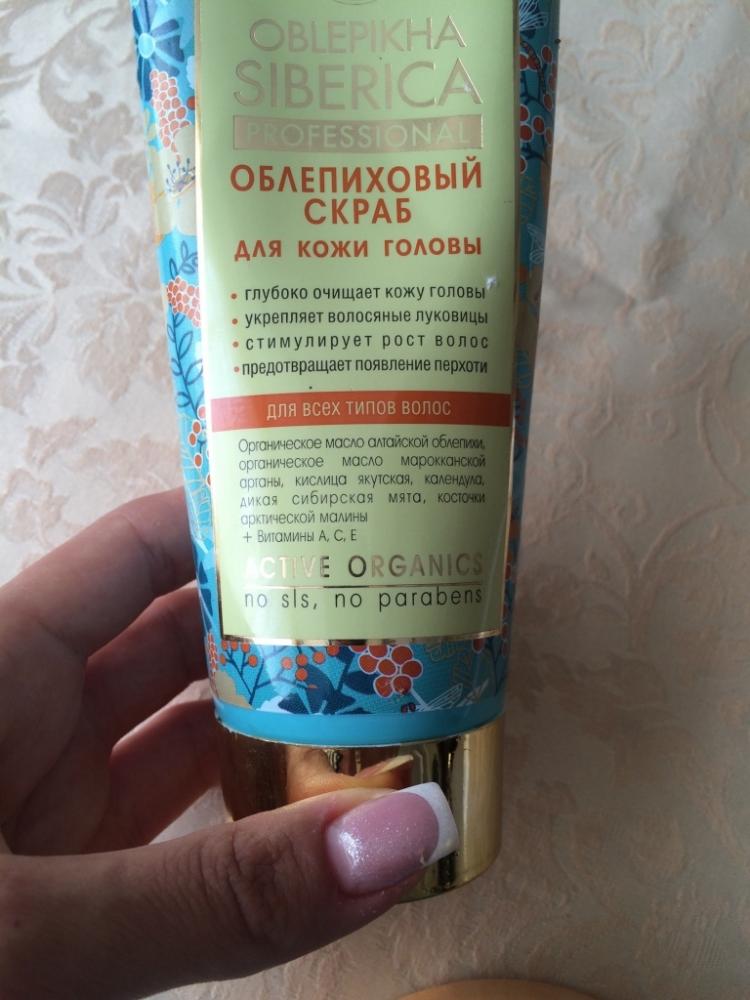 OBLEPIKHA
SIBERICA
PROFESSIONAL
ОБЛЕПИХОВЫЙ
СКРАБ
ДЛЯ КОЖИ ГОЛОВЫ
• глубоко очищает кожу головы
• укрепляет волосяные луковицы
• стимулирует рост волос
• предотвращает появление перхоти
ДЛЯ ВСЕХ ТИПОВ ВОЛОС
Органическое масло алтайской облепихи,
органическое масло марокканской
арганы, кислица якутская, календула,
дикая сибирская мята, косточки
арктической малины
+ Витамины A, C, E
ACTIVE ORGANICS
no sls, no parabens